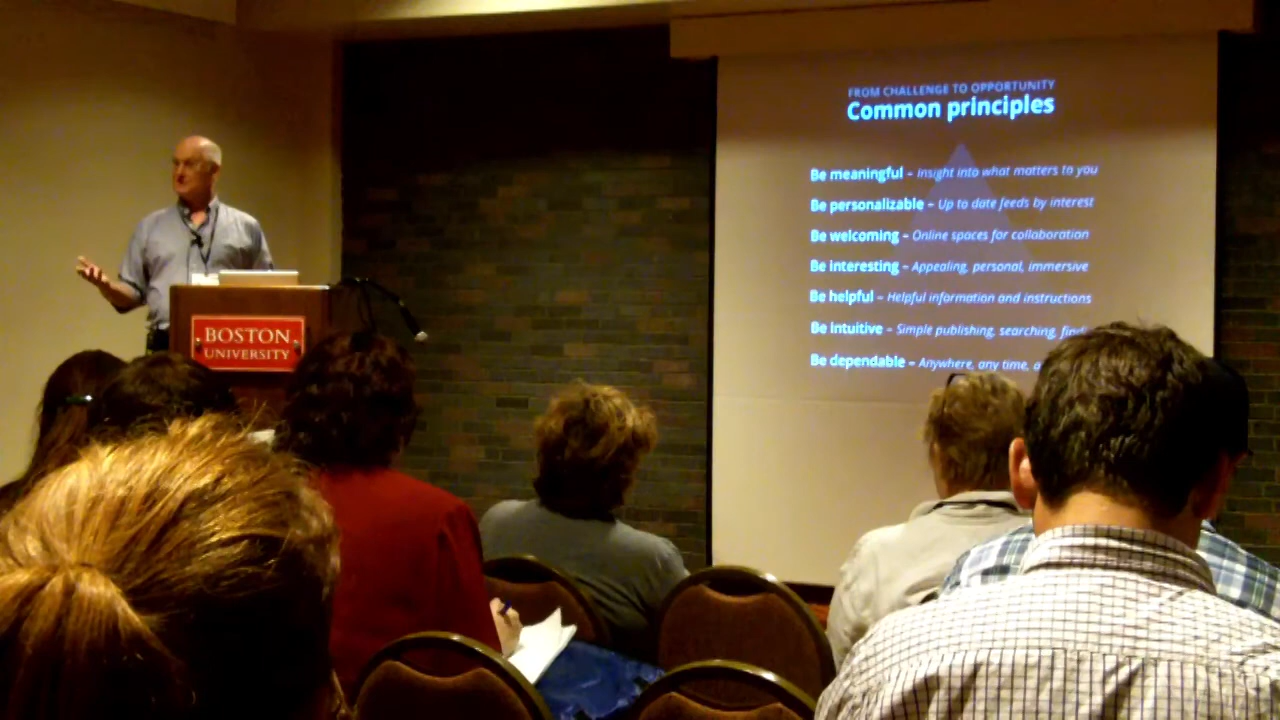 FROM CHALLENGE TO OPPORTUNITY
Common principles
Be meaningful – Insight into what matters to you
Be personalizable – Up to date feeds by interest
Be welcoming – Online spaces for collaboration
Be interesting – Appealing, personal, immersive
Be helpful – Helpful information and instructions
Be intuitive – Simple publishing, searching,
Be dependable – Anywhere, any time,
BOSTON
UNIVERSITY